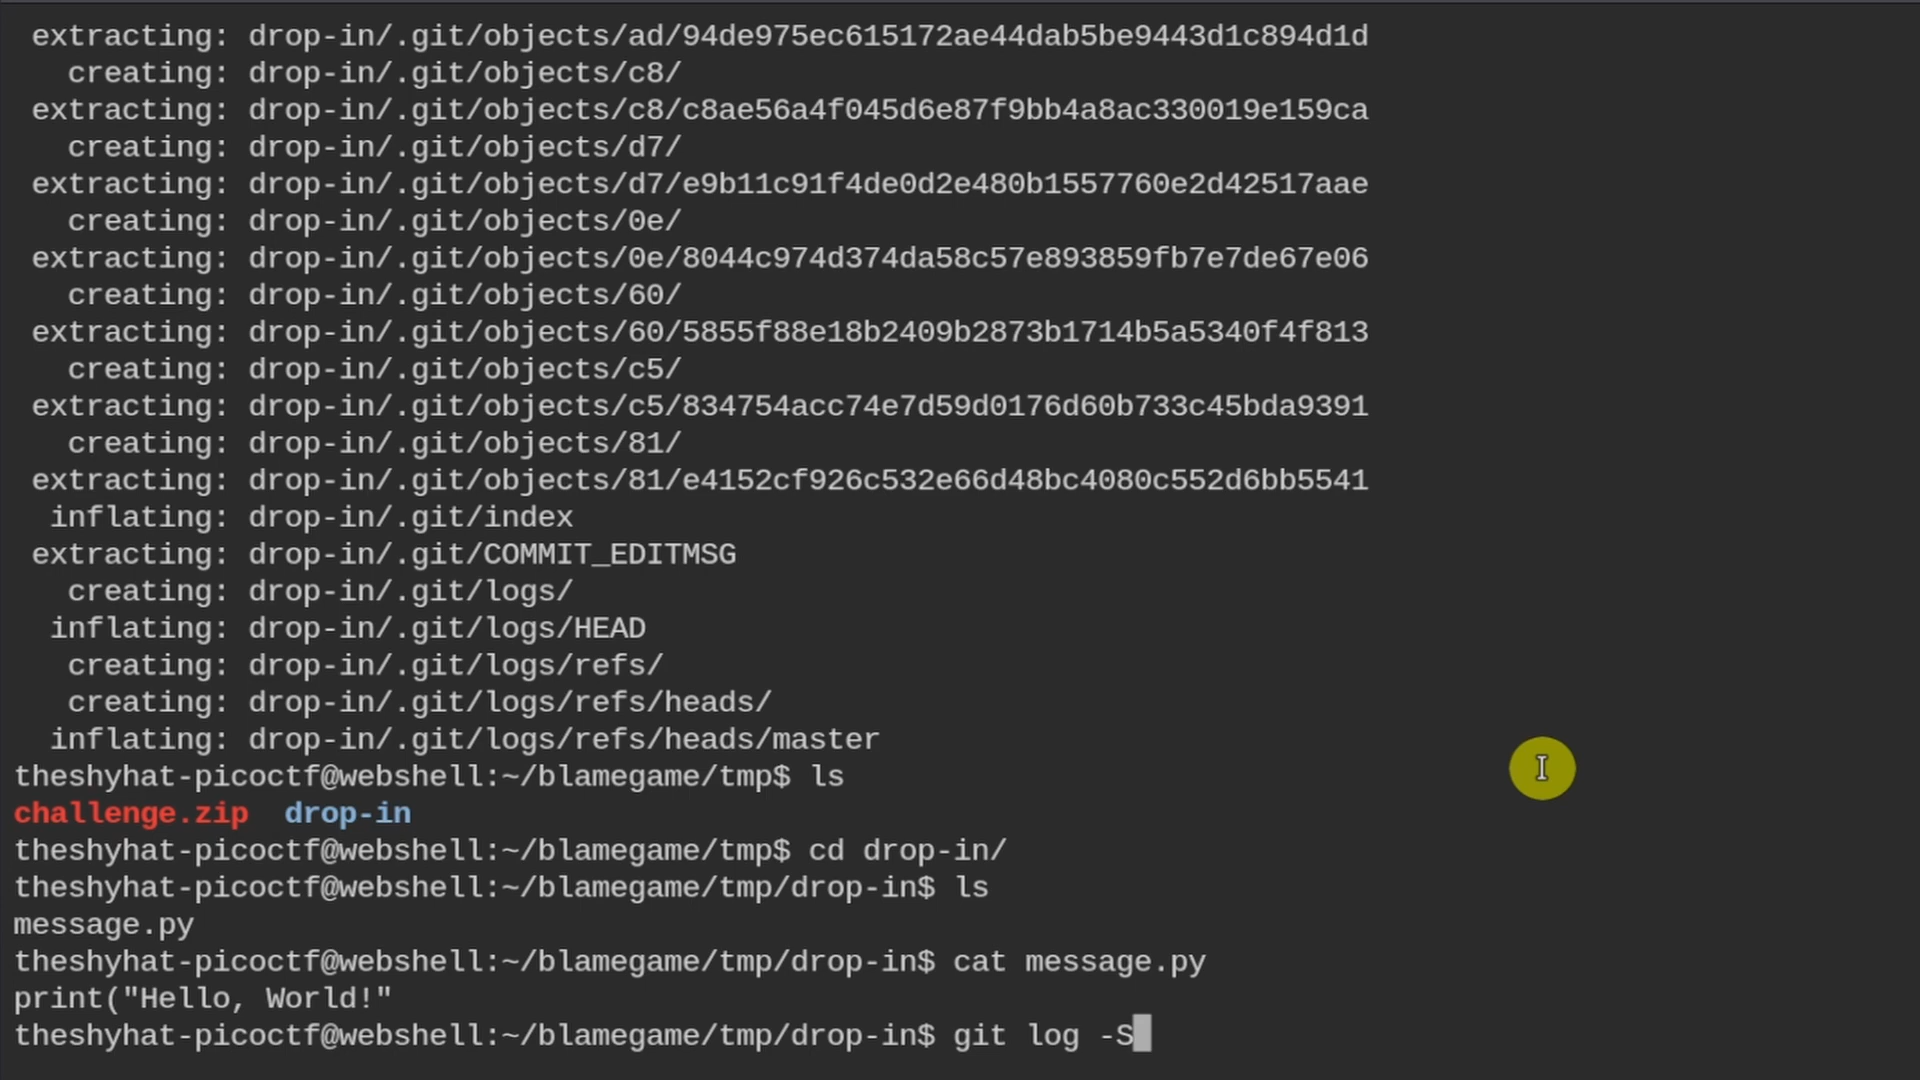 extracting: drop-in/.git/objects/ad/94de975ec615172ae44dab5be9443d1c894d1d
creating: drop-in/.git/objects/c8/
extracting: drop-in/.git/objects/c8/c8ae56a4f045d6e87f9bb4a8ac330019e159ca
creating: drop-in/.git/objects/d7/
extracting: drop-in/.git/objects/d7/e9b11c91f4de0d2e480b1557760e2d42517aae
creating: drop-in/.git/objects/0e/
extracting: drop-in/.git/objects/0e/8044c974d374da58c57e893859fb7e7de67e06
creating: drop-in/.git/objects/60/
extracting: drop-in/.git/objects/60/5855f88e18b2409b2873b1714b5a5340f4f813
creating: drop-in/.git/objects/c5/
extracting: drop-in/.git/objects/c5/834754acc74e7d59d0176d60b733c45bda9391
creating: drop-in/.git/objects/81/
extracting: drop-in/.git/objects/81/e4152cf926c532e66d48bc4080c552d6bb5541
inflating: drop-in/.git/index
extracting: drop-in/.git/COMMIT_EDITMSG
creating: drop-in/.git/logs/
inflating: drop-in/.git/logs/HEAD
creating: drop-in/.git/logs/refs/
creating: drop-in/.git/logs/refs/heads/
inflating: drop-in/.git/logs/refs/heads/master
theshyhat-picoctf@webshell:~/blamegame/tmp$ ls
challenge.zip  drop-in
theshyhat-picoctf@webshell:~/blamegame/tmp$ cd drop-in/
theshyhat-picoctf@webshell:~/blamegame/tmp/drop-in$ ls
message.py
theshyhat-picoctf@webshell:~/blamegame/tmp/drop-in$ cat message.py
print("Hello, World!"
theshyhat-picoctf@webshell:~/blamegame/tmp/drop-in$ git log -S